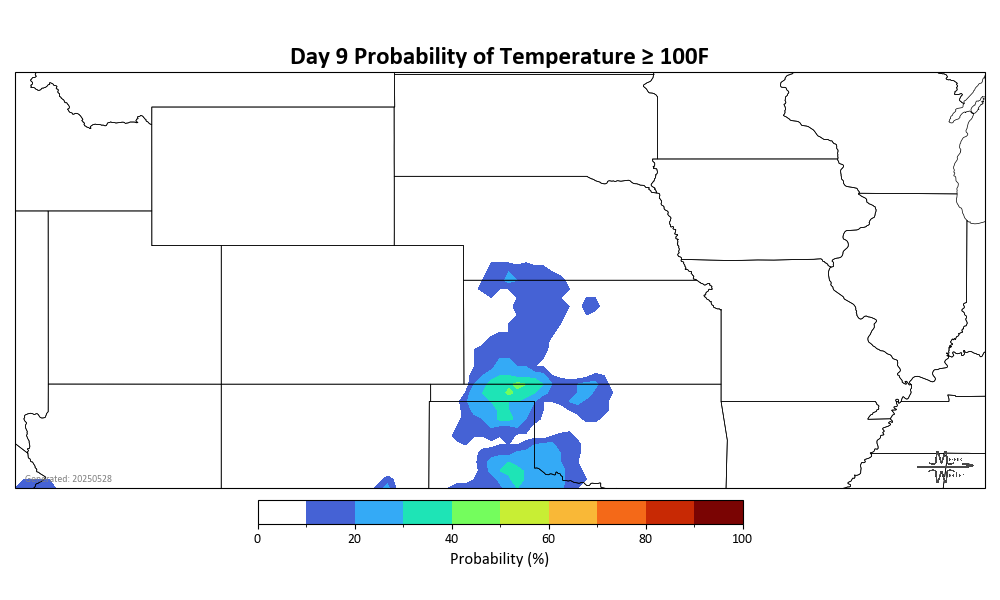 Day 9 Probability of Temperature ≥ 100F
Generated: 20250528
0 20 40 60 80 100
Probability (%)